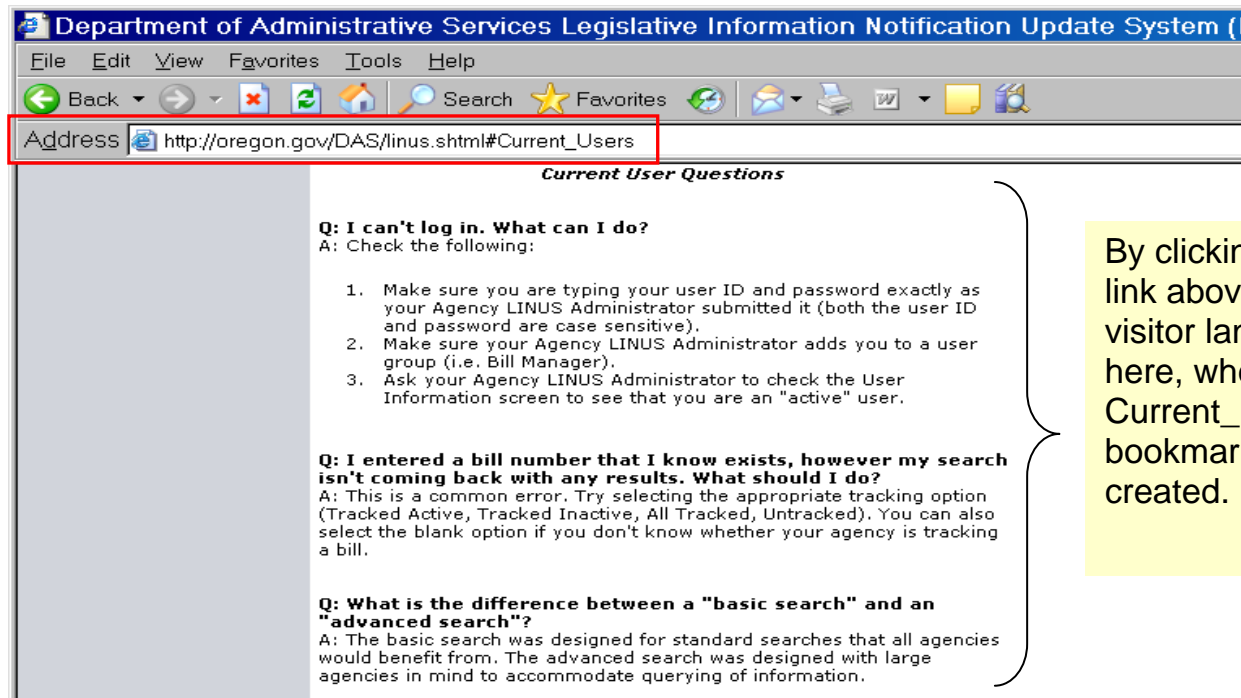 Department of Administrative Services Legislative Information Notification Update System (
File Edit View Favorites Tools Help
Back Search Favorites
Address http://oregon.gov/DAS/linus.shtml#Current_Users
Current User Questions
Q: I can't log in. What can I do?
A: Check the following:
1. Make sure you are typing your user ID and password exactly as
your Agency LINUS Administrator submitted it (both the user ID
and password are case sensitive).
2. Make sure your Agency LINUS Administrator adds you to a user
group (i.e. Bill Manager).
3. Ask your Agency LINUS Administrator to check the User
Information screen to see that you are an "active" user.
Q: I entered a bill number that I know exists, however my search
isn't coming back with any results. What should I do?
A: This is a common error. Try selecting the appropriate tracking option
(Tracked Active, Tracked Inactive, All Tracked, Untracked). You can also
select the blank option if you don't know whether your agency is tracking
a bill.
Q: What is the difference between a "basic search" and an
"advanced search"?
A: The basic search was designed for standard searches that all agencies
would benefit from. The advanced search was designed with large
agencies in mind to accommodate querying of information.
By
link
visitor
here,
Current_
created.